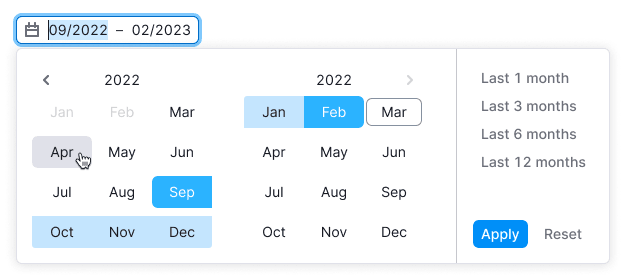 09/2022 – 02/2023
2022
Jan Feb Mar
Apr May Jun
Jul Aug Sep
Oct Nov Dec
2022
Jan Feb Mar
Apr May Jun
Jul Aug Sep
Oct Nov Dec
Last 1 month
Last 3 months
Last 6 months
Last 12 months
Apply Reset